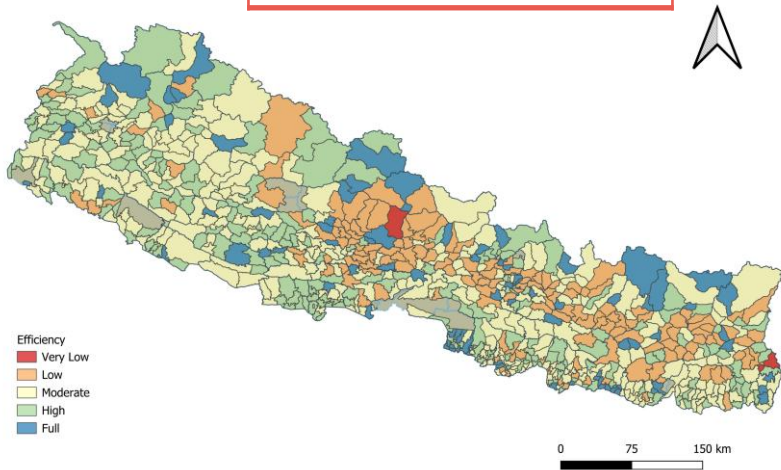 Efficiency
Very Low
Low
Moderate
High
Full
0 75 150 km